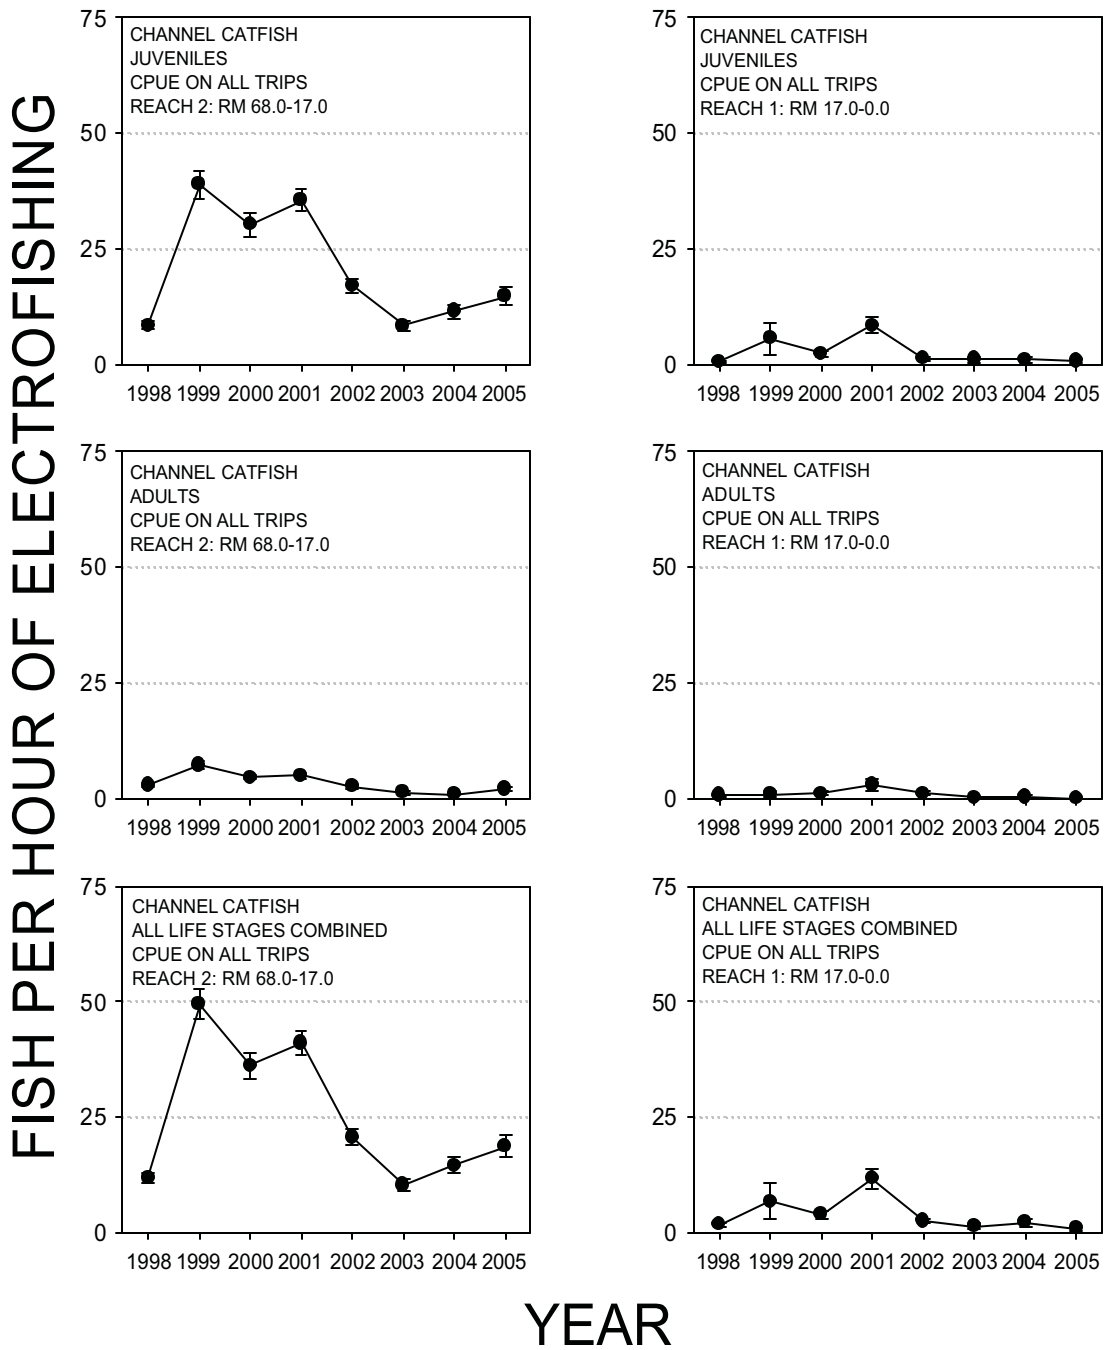 FISH PER HOUR OF ELECTROFISHING
75
50
25
0
CHANNEL CATFISH
JUVENILES
CPUE ON ALL TRIPS
REACH 2: RM 68.0-17.0
1998 1999 2000 2001 2002 2003 2004 2005
75
50
25
0
CHANNEL CATFISH
JUVENILES
CPUE ON ALL TRIPS
REACH 1: RM 17.0-0.0
1998 1999 2000 2001 2002 2003 2004 2005
75
50
25
0
CHANNEL CATFISH
ADULTS
CPUE ON ALL TRIPS
REACH 2: RM 68.0-17.0
1998 1999 2000 2001 2002 2003 2004 2005
75
50
25
0
CHANNEL CATFISH
ADULTS
CPUE ON ALL TRIPS
REACH 1: RM 17.0-0.0
1998 1999 2000 2001 2002 2003 2004 2005
75
50
25
0
CHANNEL CATFISH
ALL LIFE STAGES COMBINED
CPUE ON ALL TRIPS
REACH 2: RM 68.0-17.0
1998 1999 2000 2001 2002 2003 2004 2005
75
50
25
0
CHANNEL CATFISH
ALL LIFE STAGES COMBINED
CPUE ON ALL TRIPS
REACH 1: RM 17.0-0.0
1998 1999 2000 2001 2002 2003 2004 2005
YEAR